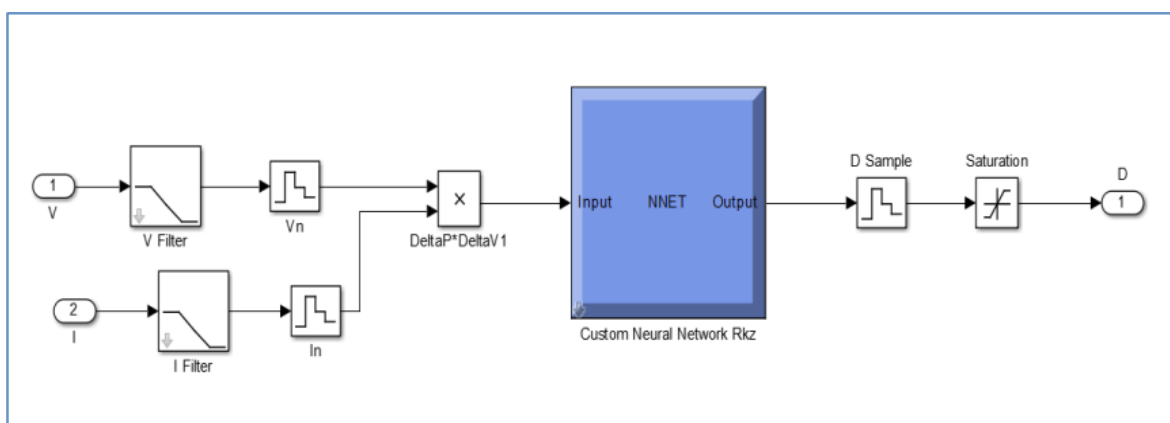 D Sample
Saturation
D
1
V
V Filter
Vn
×
DeltaP*DeltaV1
Input
NNET
Output
1
2
I
I Filter
In
Custom Neural Network Rkz